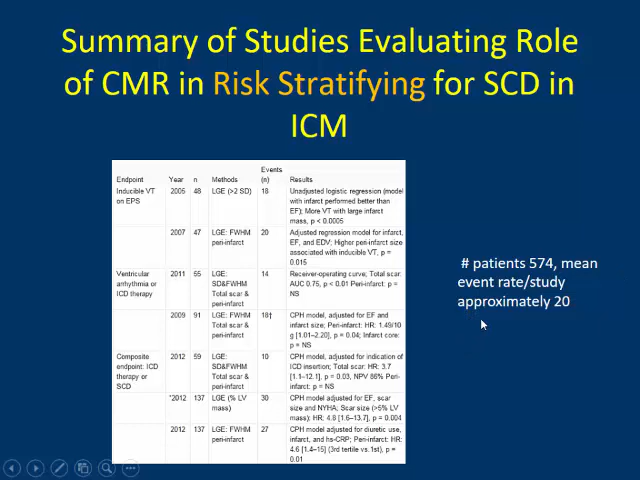 Summary of Studies Evaluating Role
of CMR in Risk Stratifying for SCD in
ICM
Endpoint Year n Methods Events (n) Results
Inducible VT on EPS 2005 48 LGE (>2 SD) 18 Unadjusted logistic regression (model
with infarct performed better than
EF); More VT with large infarct
mass, p < 0.0005
2007 47 LGE: FWHM peri-infarct 20 Adjusted regression model for infarct,
EF, and EDV; Higher peri-infarct size
associated with inducible VT, p =
0.015
Ventricular arrhythmia or ICD therapy 2011 55 LGE: SD&FWHM Total scar & peri-infarct 14 Receiver-operating curve; Total scar:
AUC 0.75, p < 0.01 Peri-infarct: p =
NS
2009 91 LGE: FWHM Total scar & peri-infarct 18† CPH model, adjusted for EF and
infarct size; Peri-infarct: HR: 1.49/10
g [1.01–2.20], p = 0.04; Infarct core:
p = NS
Composite endpoint: ICD therapy or SCD 2012 59 LGE: SD&FWHM Total scar & peri-infarct 10 CPH model, adjusted for indication of
ICD insertion; Total scar: HR: 3.7
[1.1–12.1], p = 0.03, NPV 86% Peri-
infarct: p = NS
*2012 137 LGE (% LV mass) 30 CPH model adjusted for EF, scar
size and NYHA; Scar size (>5% LV
mass): HR: 4.8 [1.6–13.7], p = 0.004
2012 137 LGE: FWHM peri-infarct 27 CPH model adjusted for diuretic use,
infarct, and hs-CRP; Peri-infarct: HR:
4.6 [1.4–15] (3rd tertile vs.1st), p =
0.01
# patients 574, mean
event rate/study
approximately 20